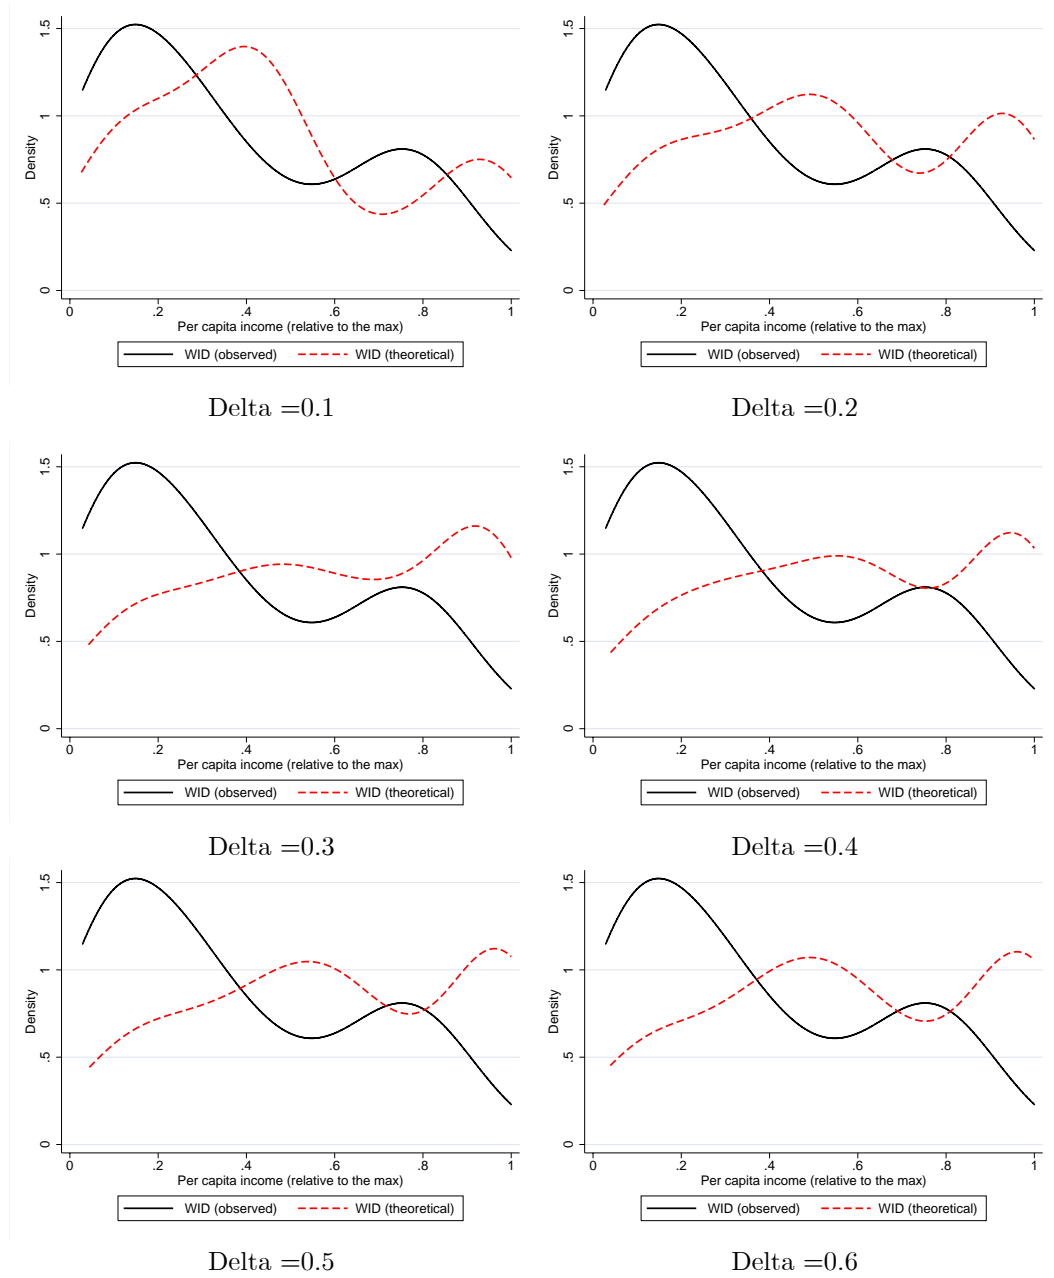 Density
0 .5 1 1.5
0 .2 .4 .6 .8 1
Per capita income (relative to the max)
WID (observed) WID (theoretical)
Delta =0.1
Density
0 .5 1 1.5
0 .2 .4 .6 .8 1
Per capita income (relative to the max)
WID (observed) WID (theoretical)
Delta =0.2
Density
0 .5 1 1.5
0 .2 .4 .6 .8 1
Per capita income (relative to the max)
WID (observed) WID (theoretical)
Delta =0.3
Density
0 .5 1 1.5
0 .2 .4 .6 .8 1
Per capita income (relative to the max)
WID (observed) WID (theoretical)
Delta =0.4
Density
0 .5 1 1.5
0 .2 .4 .6 .8 1
Per capita income (relative to the max)
WID (observed) WID (theoretical)
Delta =0.5
Density
0 .5 1 1.5
0 .2 .4 .6 .8 1
Per capita income (relative to the max)
WID (observed) WID (theoretical)
Delta =0.6